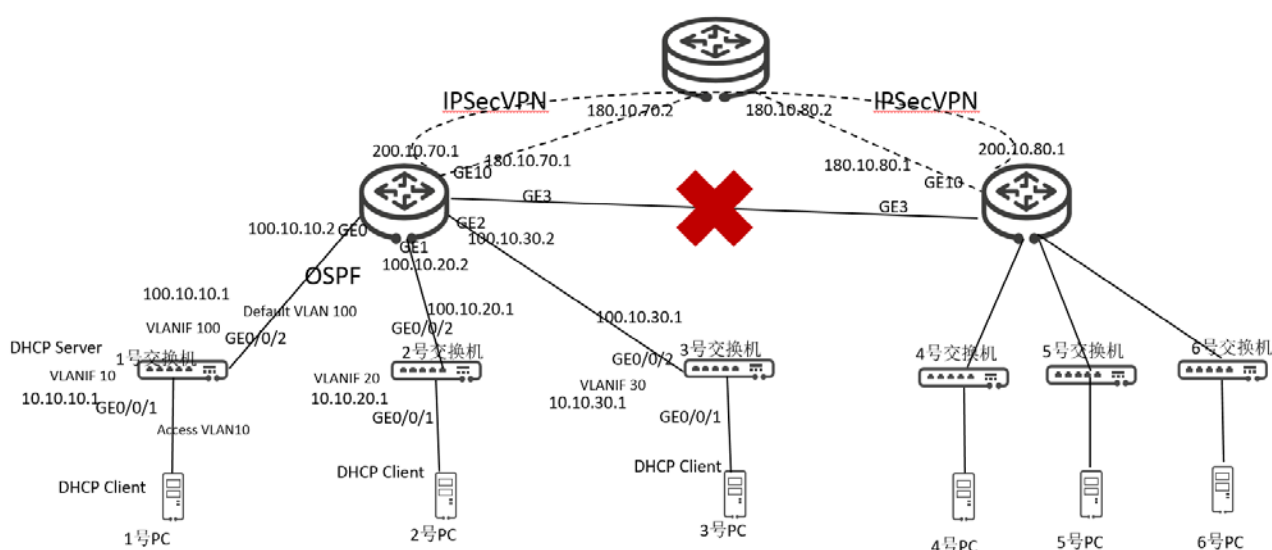 IPSecVPN
IPSecVPN
180.10.70.2
180.10.80.2
200.10.70.1
180.10.70.1
GE10
200.10.80.1
180.10.80.1
GE10
GE3
GE3
100.10.10.2
GE0
GE1
GE2
100.10.30.2
100.10.20.2
OSPF
100.10.10.1
Default VLAN 100
VLANIF 100
GE0/0/2
100.10.20.1
GE0/0/2
100.10.30.1
GE0/0/2
DHCP Server
1号交换机
2号交换机
3号交换机
4号交换机
5号交换机
6号交换机
VLANIF 10
10.10.10.1
GE0/0/1
VLANIF 20
10.10.20.1
GE0/0/1
VLANIF 30
10.10.30.1
GE0/0/1
Access VLAN10
DHCP Client
DHCP Client
DHCP Client
1号PC
2号PC
3号PC
4号PC
5号PC
6号PC